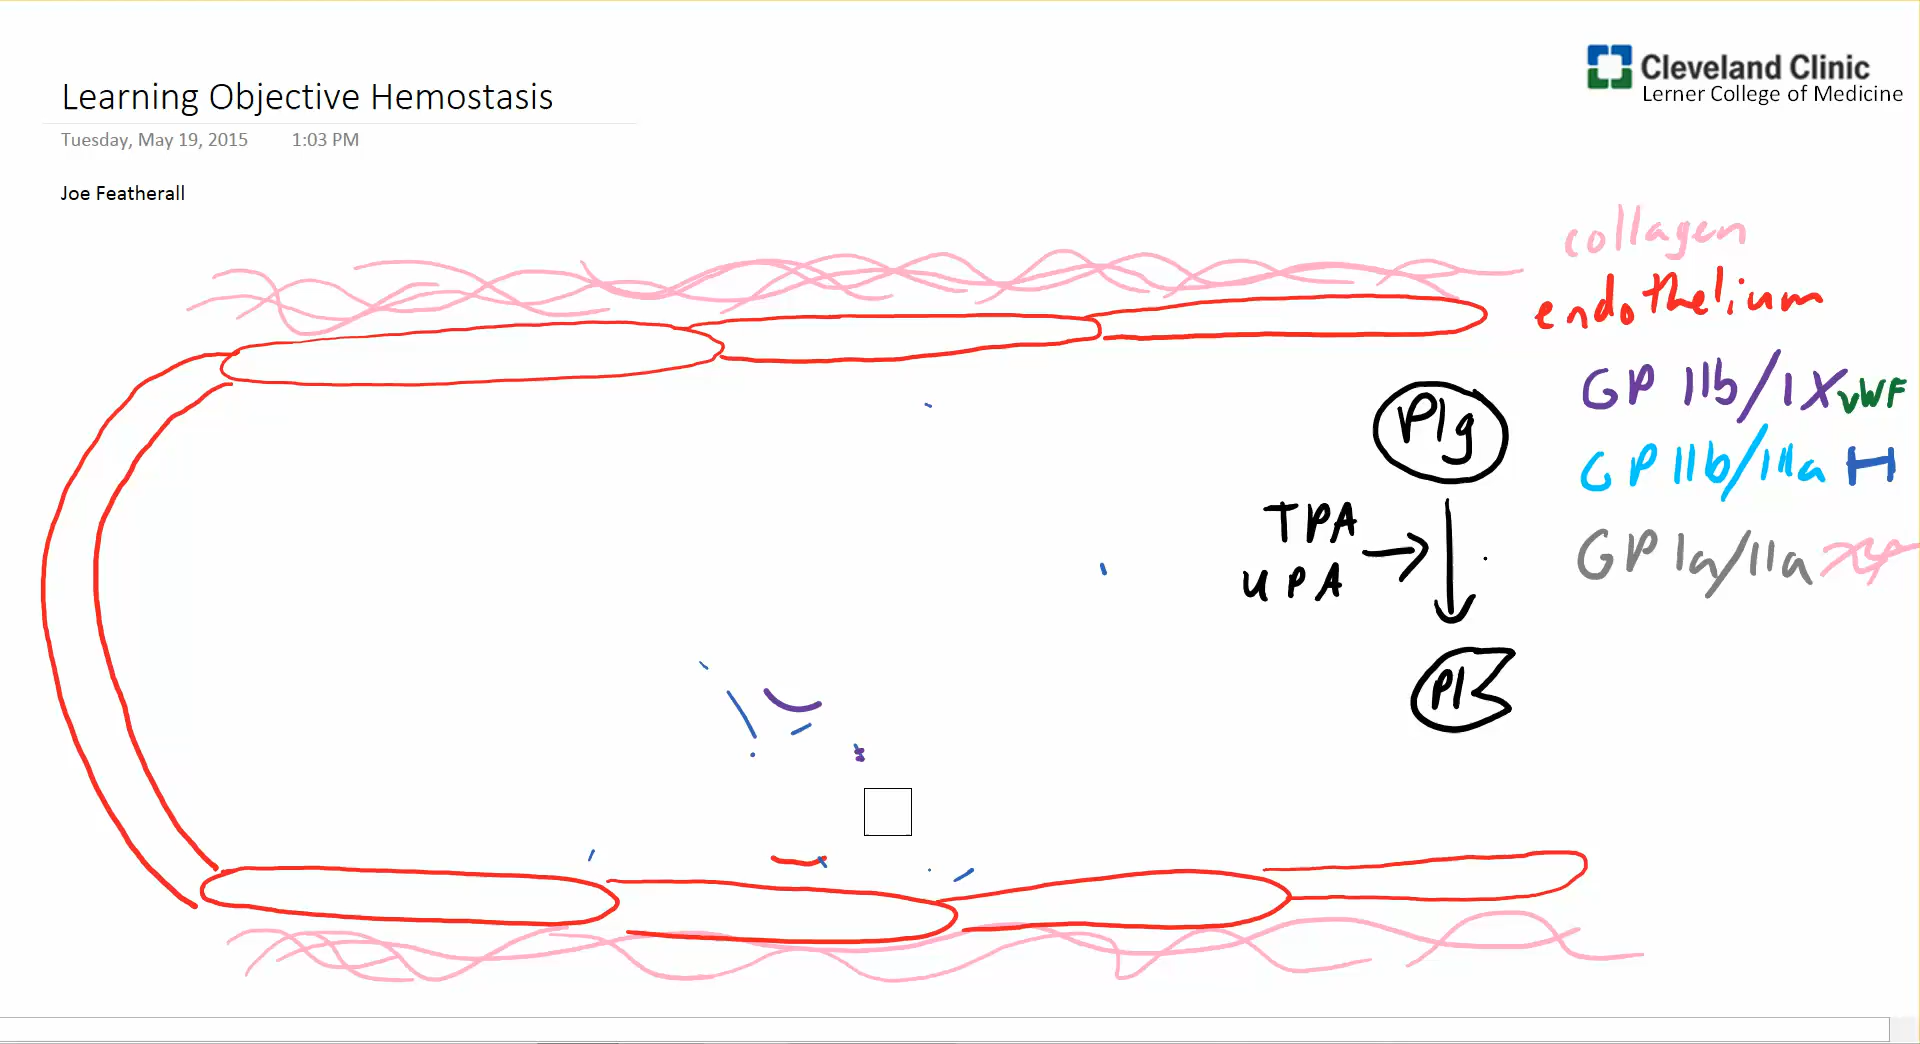 Cleveland Clinic
Lerner College of Medicine
Learning Objective Hemostasis
Tuesday, May 19, 2015 1:03 PM
Joe Featherall
collagen
endothelium
GP IIb/IX vWF
GP IIb/IIIa
GP Ia/IIa
Plg
TPA
UPA
Pl